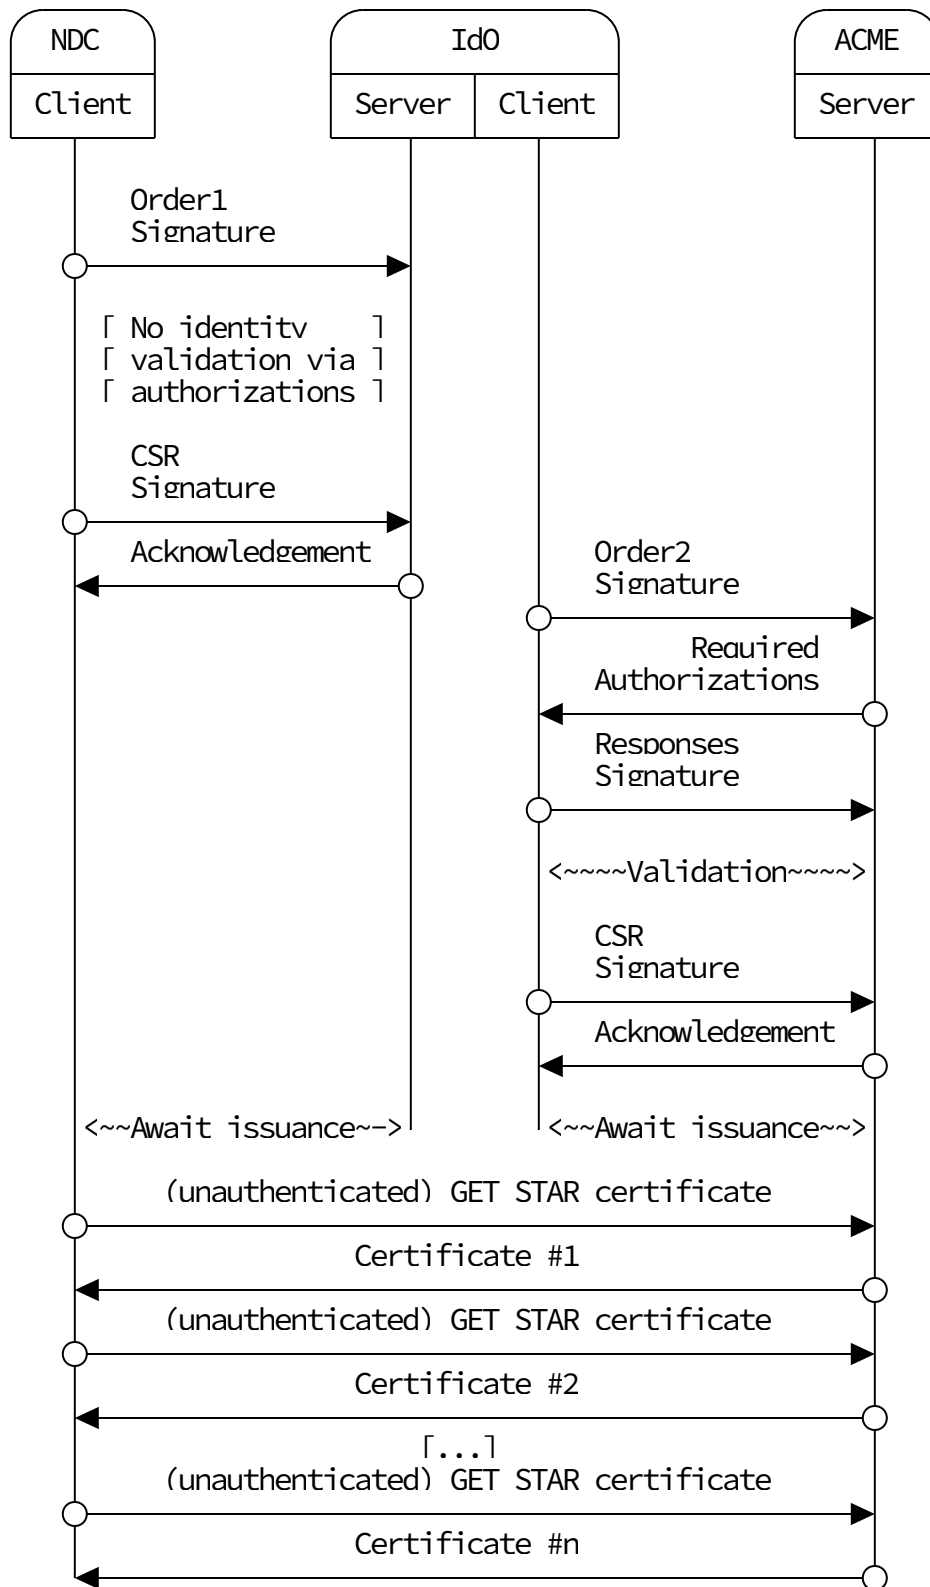 NDC IdO ACME
Client Server Client Server
Order1
Signature
[ No identity ]
[ validation via ]
[ authorizations ]
CSR
Signature
Acknowledgement
Order2
Signature
Required
Authorizations
Responses
Signature
<~~~~Validation~~~~>
CSR
Signature
Acknowledgement
<~~Await issuance~-> <~~Await issuance~~>
(unauthenticated) GET STAR certificate
Certificate #1
(unauthenticated) GET STAR certificate
Certificate #2
[...]
(unauthenticated) GET STAR certificate
Certificate #n